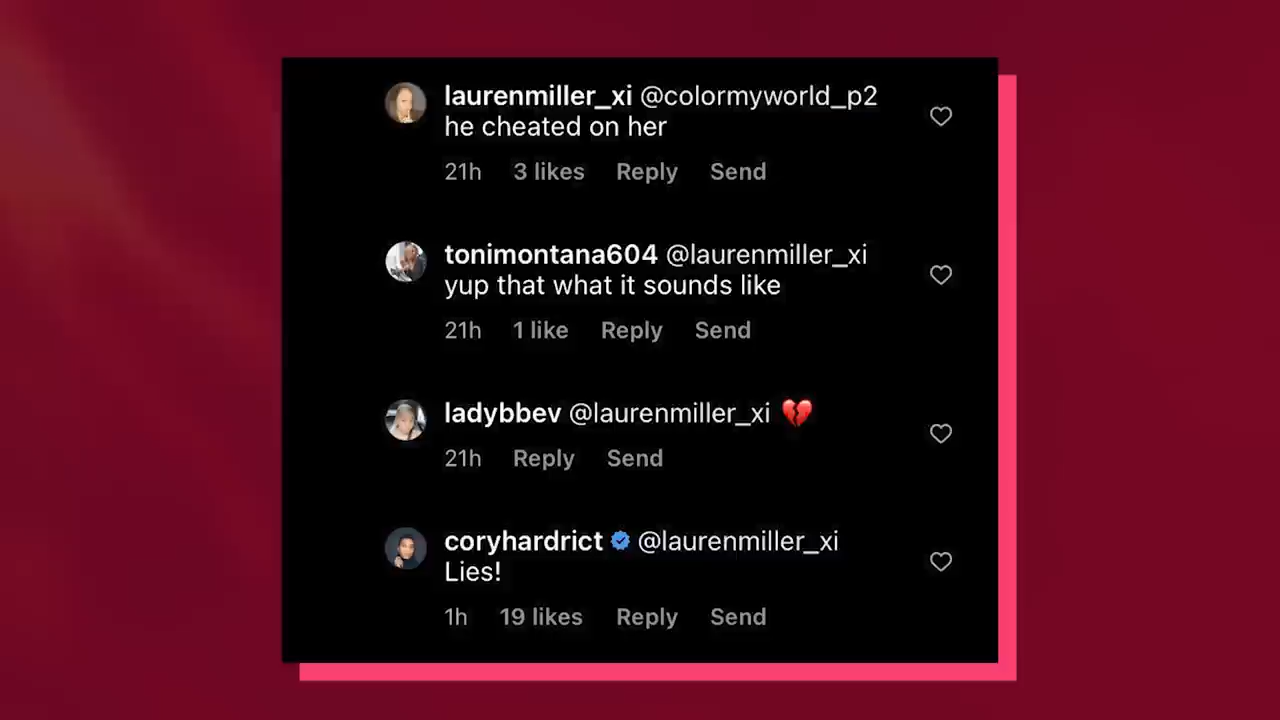 laurenmiller_xi @colormyworld_p2
he cheated on her
21h 3 likes Reply Send
tonimontana604 @laurenmiller_xi
yup that what it sounds like
21h 1 like Reply Send
ladybbev @laurenmiller_xi 💔
21h Reply Send
coryhardrict @laurenmiller_xi
Lies!
1h 19 likes Reply Send